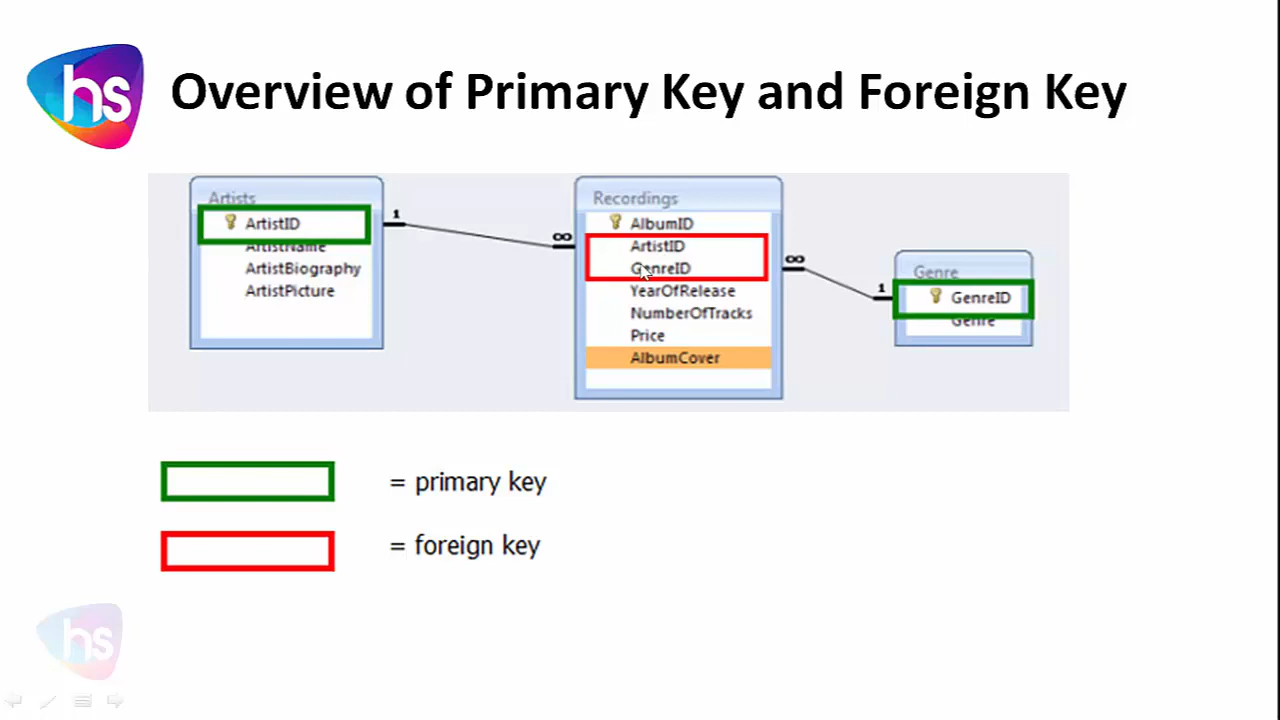 hs
Overview of Primary Key and Foreign Key
Artists
ArtistID
ArtistName
ArtistBiography
ArtistPicture
1
∞
Recordings
AlbumID
ArtistID
GenreID
YearOfRelease
NumberOfTracks
Price
AlbumCover
∞
1
Genre
GenreID
Genre
= primary key
= foreign key
hs